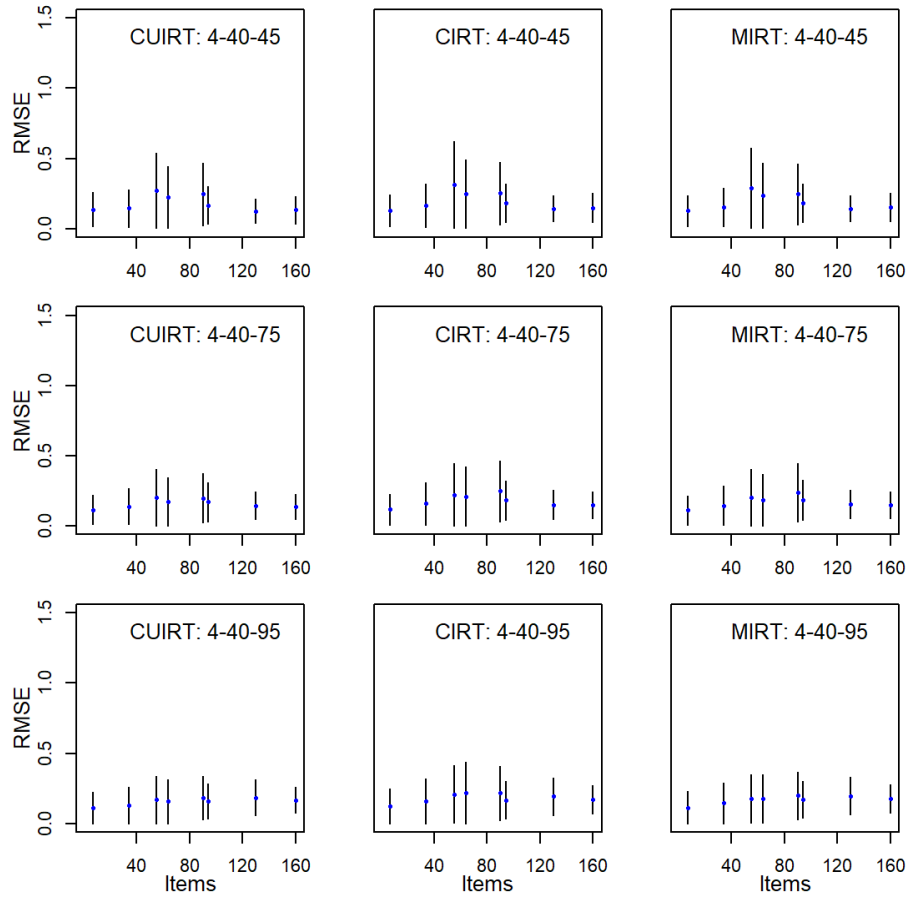 1.5
CUIRT: 4-40-45
CIRT: 4-40-45
MIRT: 4-40-45
1.0
RMSE
0.5
0.0
40 80 120 160
40 80 120 160
40 80 120 160
1.5
CUIRT: 4-40-75
CIRT: 4-40-75
MIRT: 4-40-75
1.0
RMSE
0.5
0.0
40 80 120 160
40 80 120 160
40 80 120 160
1.5
CUIRT: 4-40-95
CIRT: 4-40-95
MIRT: 4-40-95
1.0
RMSE
0.5
0.0
40 80 120 160
40 80 120 160
40 80 120 160
Items
Items
Items